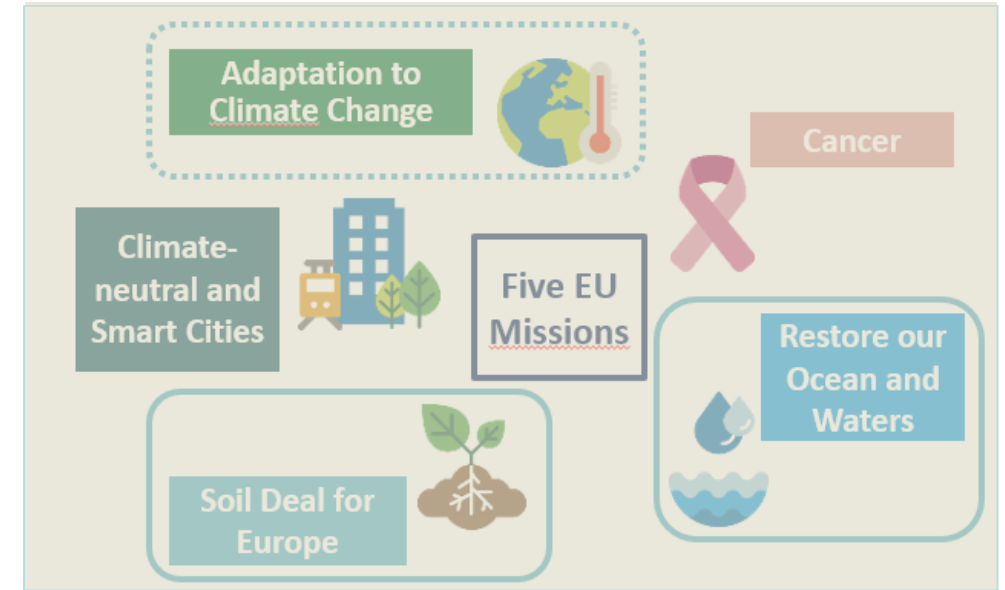 Adaptation to
Climate Change
Cancer
Climate-
neutral and
Smart Cities
Five EU
Missions
Restore our
Ocean and
Waters
Soil Deal for
Europe